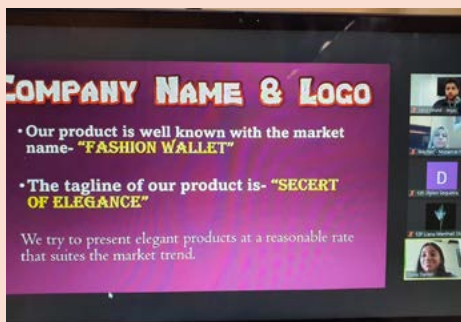 COMPANY NAME & LOGO
• Our product is well known with the market
name- “FASHION WALLET”
• The tagline of our product is- “SECERT
OF ELEGANCE”
We try to present elegant products at a reasonable rate
that suites the market trend.
D